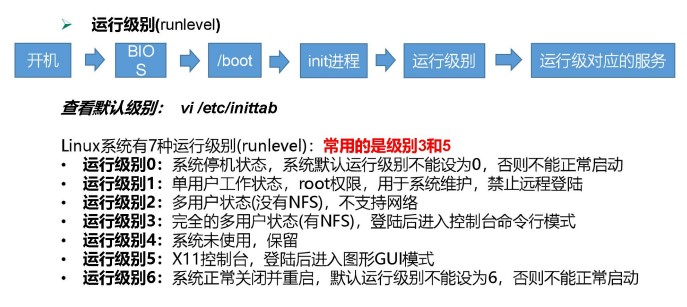 ➢ 运行级别(runlevel)
开机
BIOS
/boot
init进程
运行级别
运行级对应的服务
查看默认级别： vi /etc/inittab
Linux系统有7种运行级别(runlevel)：常用的是级别3和5
• 运行级别0：系统停机状态，系统默认运行级别不能设为0，否则不能正常启动
• 运行级别1：单用户工作状态，root权限，用于系统维护，禁止远程登陆
• 运行级别2：多用户状态(没有NFS)，不支持网络
• 运行级别3：完全的多用户状态(有NFS)，登陆后进入控制台命令行模式
• 运行级别4：系统未使用，保留
• 运行级别5：X11控制台，登陆后进入图形GUI模式
• 运行级别6：系统正常关闭并重启，默认运行级别不能设为6，否则不能正常启动